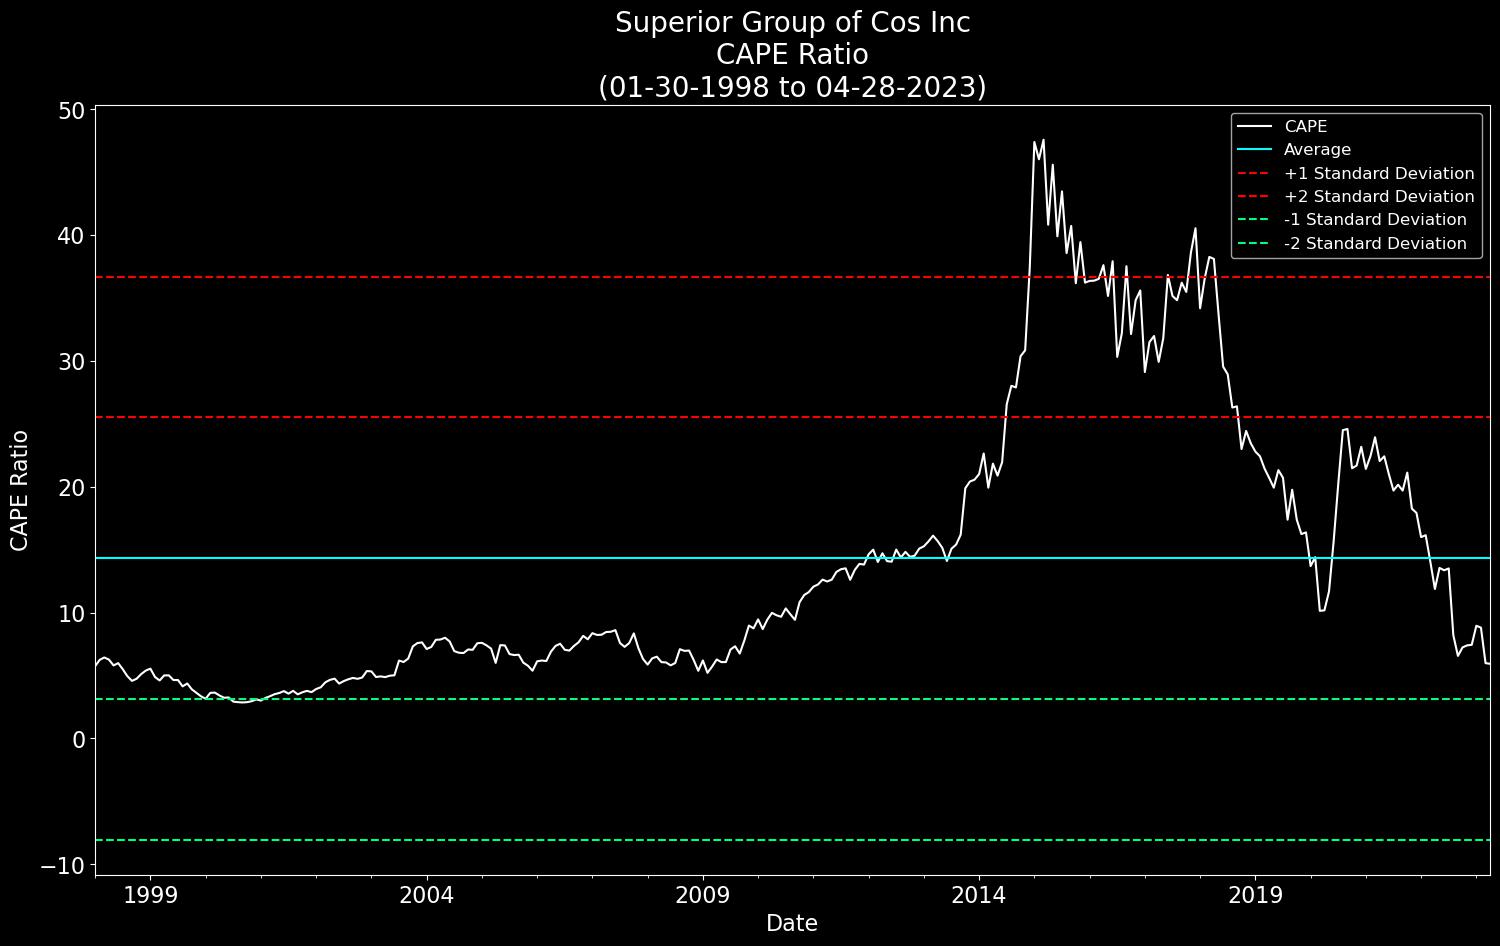 Superior Group of Cos Inc
CAPE Ratio
(01-30-1998 to 04-28-2023)
CAPE
Average
+1 Standard Deviation
+2 Standard Deviation
-1 Standard Deviation
-2 Standard Deviation
50
40
30
20
10
0
−10
CAPE Ratio
1999
2004
2009
2014
2019
Date